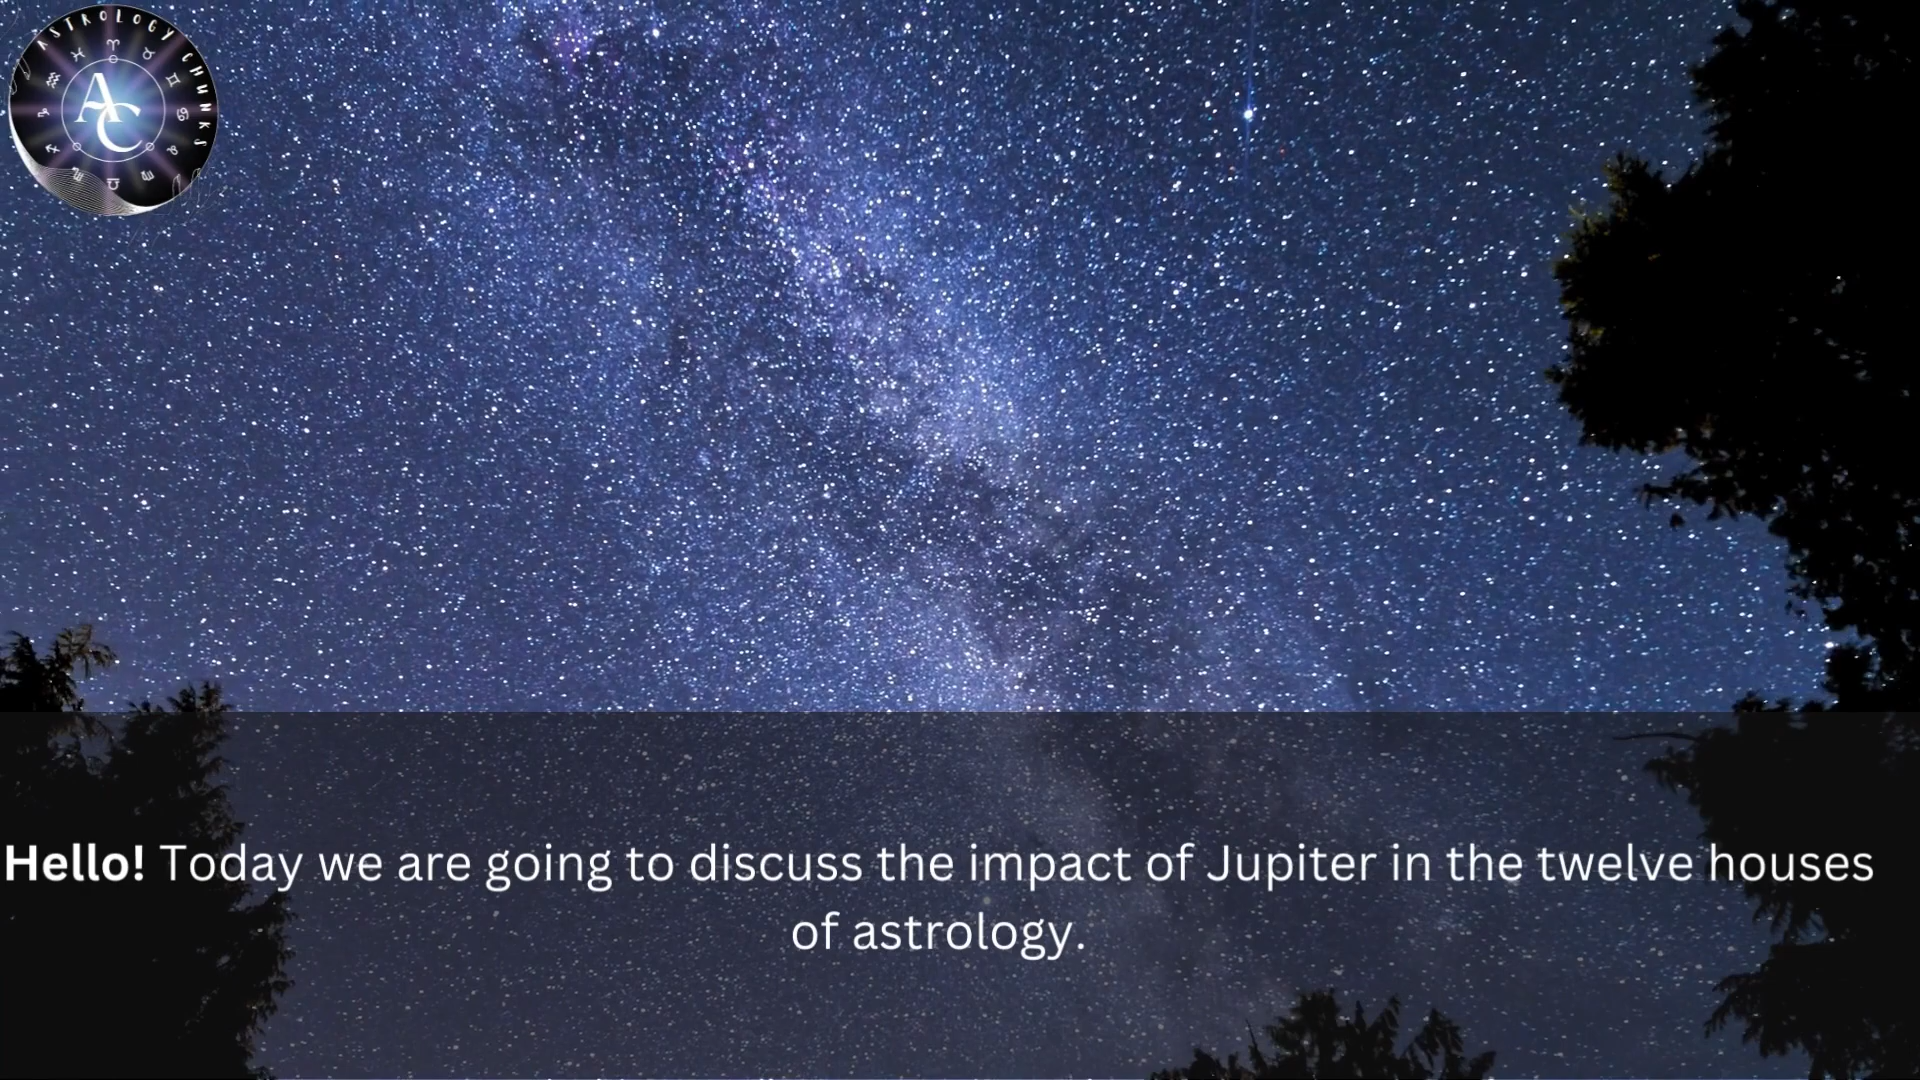 ASTROLOGY CHUNKS
AC
Hello! Today we are going to discuss the impact of Jupiter in the twelve houses
of astrology.